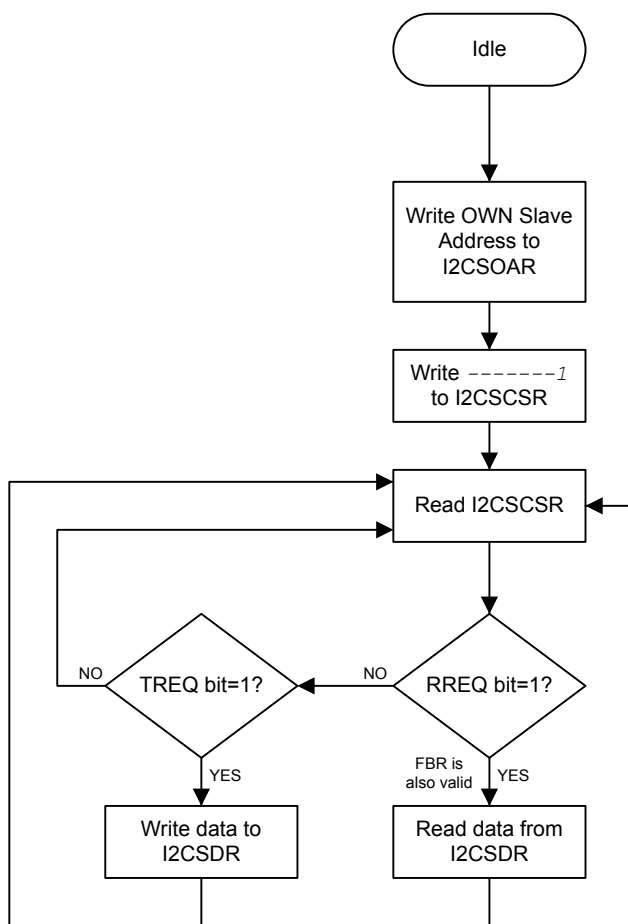 Idle
Write OWN Slave
Address to
I2CSOAR
Write -------1
to I2CSCSR
Read I2CSCSR
NO
TREQ bit=1?
NO
RREQ bit=1?
YES
FBR is
also valid
YES
Write data to
I2CSDR
Read data from
I2CSDR